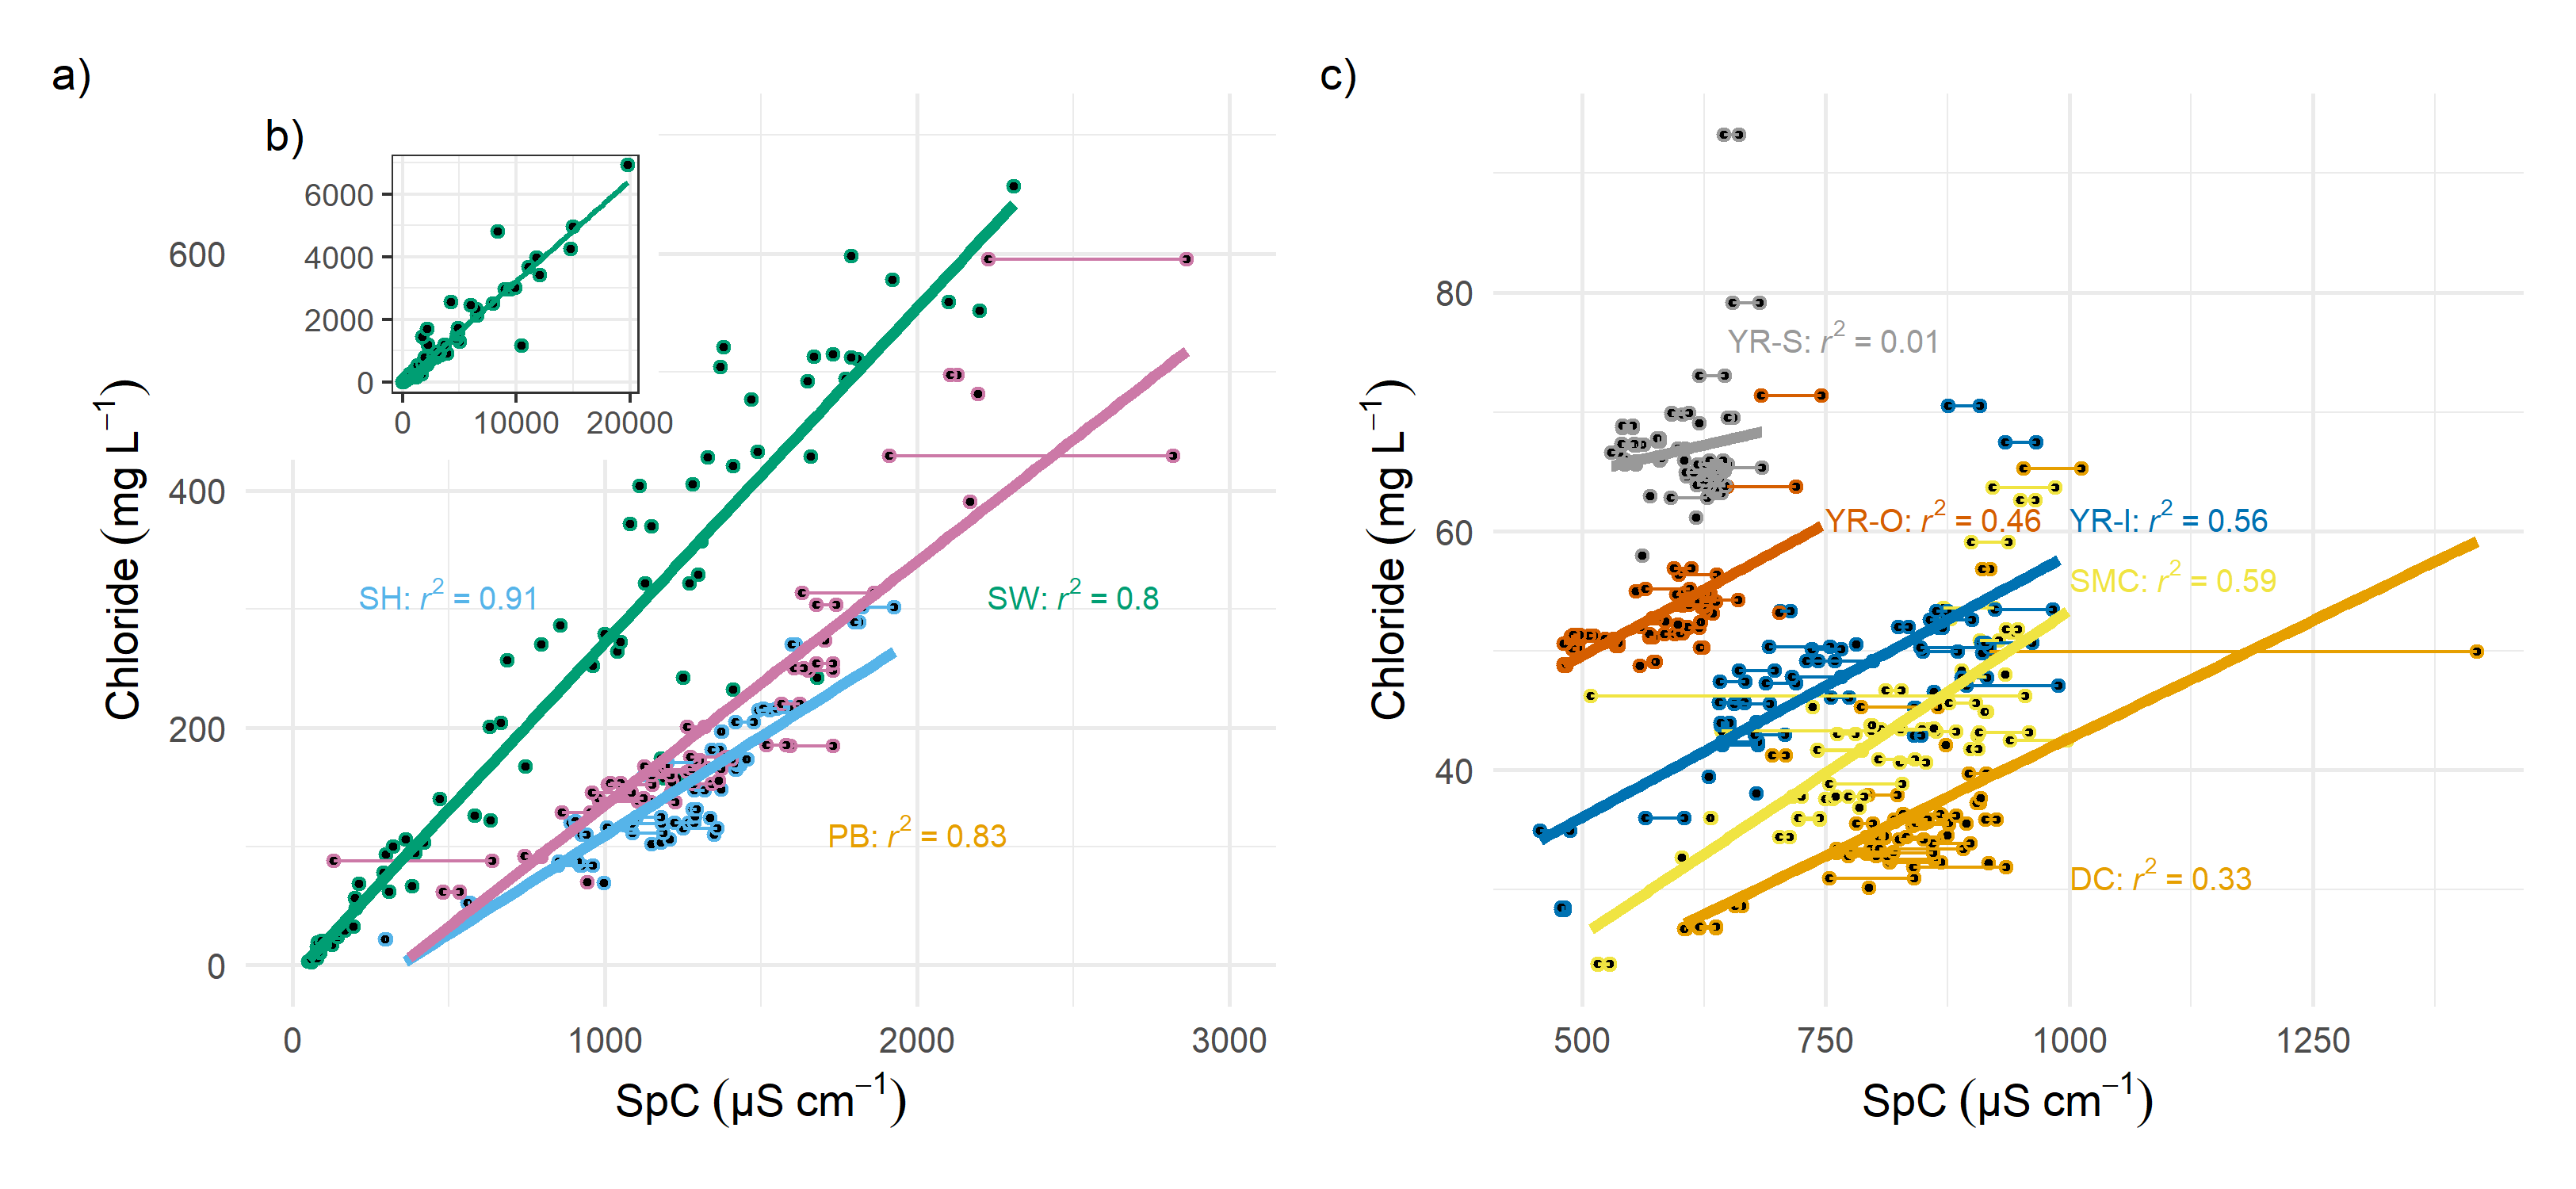 a)
b)
6000
4000
2000
0
0 10000 20000
600
400
200
0
SH: r² = 0.91
SW: r² = 0.8
PB: r² = 0.83
0 1000 2000 3000
SpC (µS cm⁻¹)
Chloride (mg L⁻¹)
c)
80
60
40
YR-S: r² = 0.01
YR-O: r² = 0.46
YR-I: r² = 0.56
SMC: r² = 0.59
DC: r² = 0.33
500 750 1000 1250
SpC (µS cm⁻¹)
Chloride (mg L⁻¹)